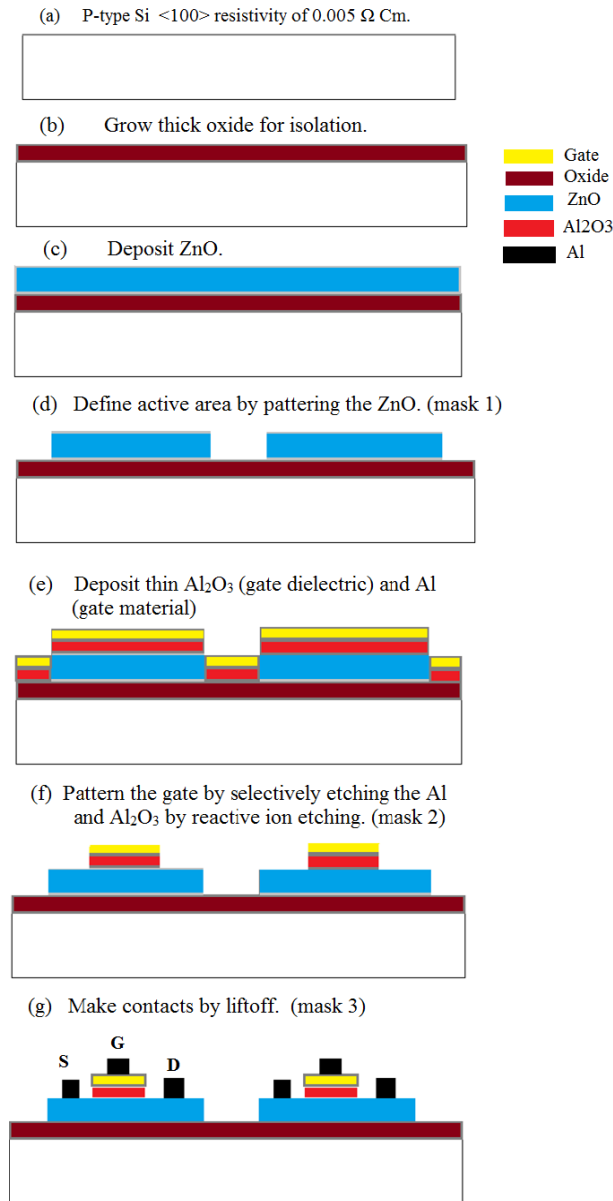 (a) P-type Si <100> resistivity of 0.005 Ω Cm.
(b) Grow thick oxide for isolation.
Gate
Oxide
ZnO
Al2O3
Al
(c) Deposit ZnO.
(d) Define active area by pattering the ZnO. (mask 1)
(e) Deposit thin Al₂O₃ (gate dielectric) and Al
(gate material)
(f) Pattern the gate by selectively etching the Al
and Al₂O₃ by reactive ion etching. (mask 2)
(g) Make contacts by liftoff. (mask 3)
G
S
D